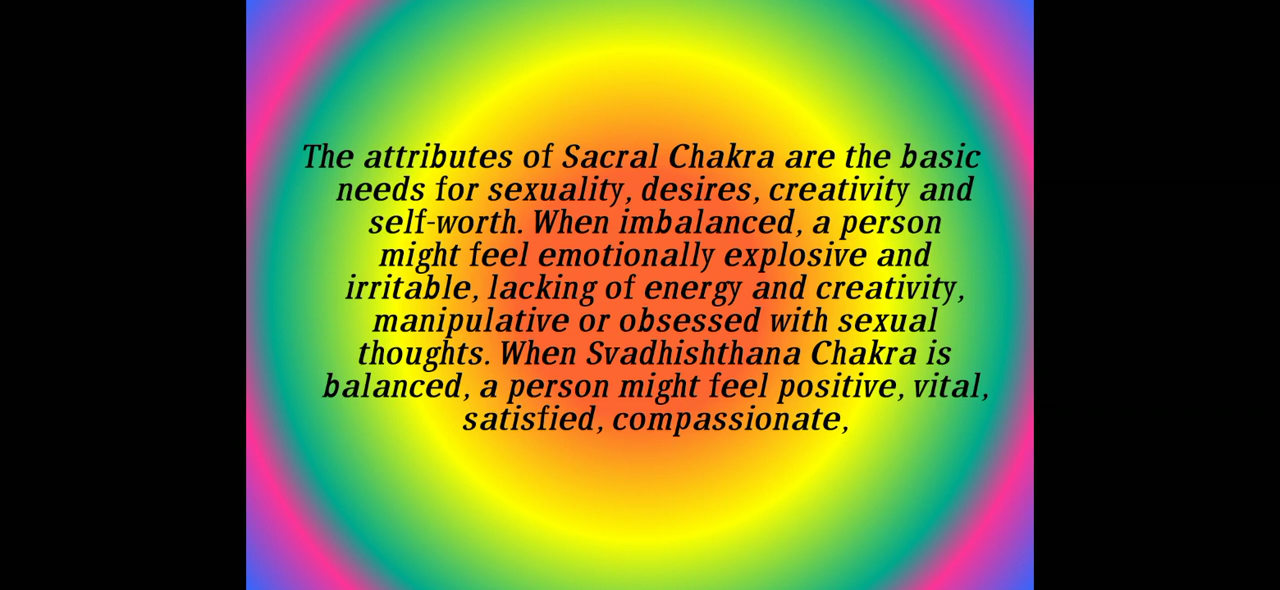 The attributes of Sacral Chakra are the basic
needs for sexuality, desires, creativity and
self-worth. When imbalanced, a person
might feel emotionally explosive and
irritable, lacking of energy and creativity,
manipulative or obsessed with sexual
thoughts. When Svadhishthana Chakra is
balanced, a person might feel positive, vital,
satisfied, compassionate,